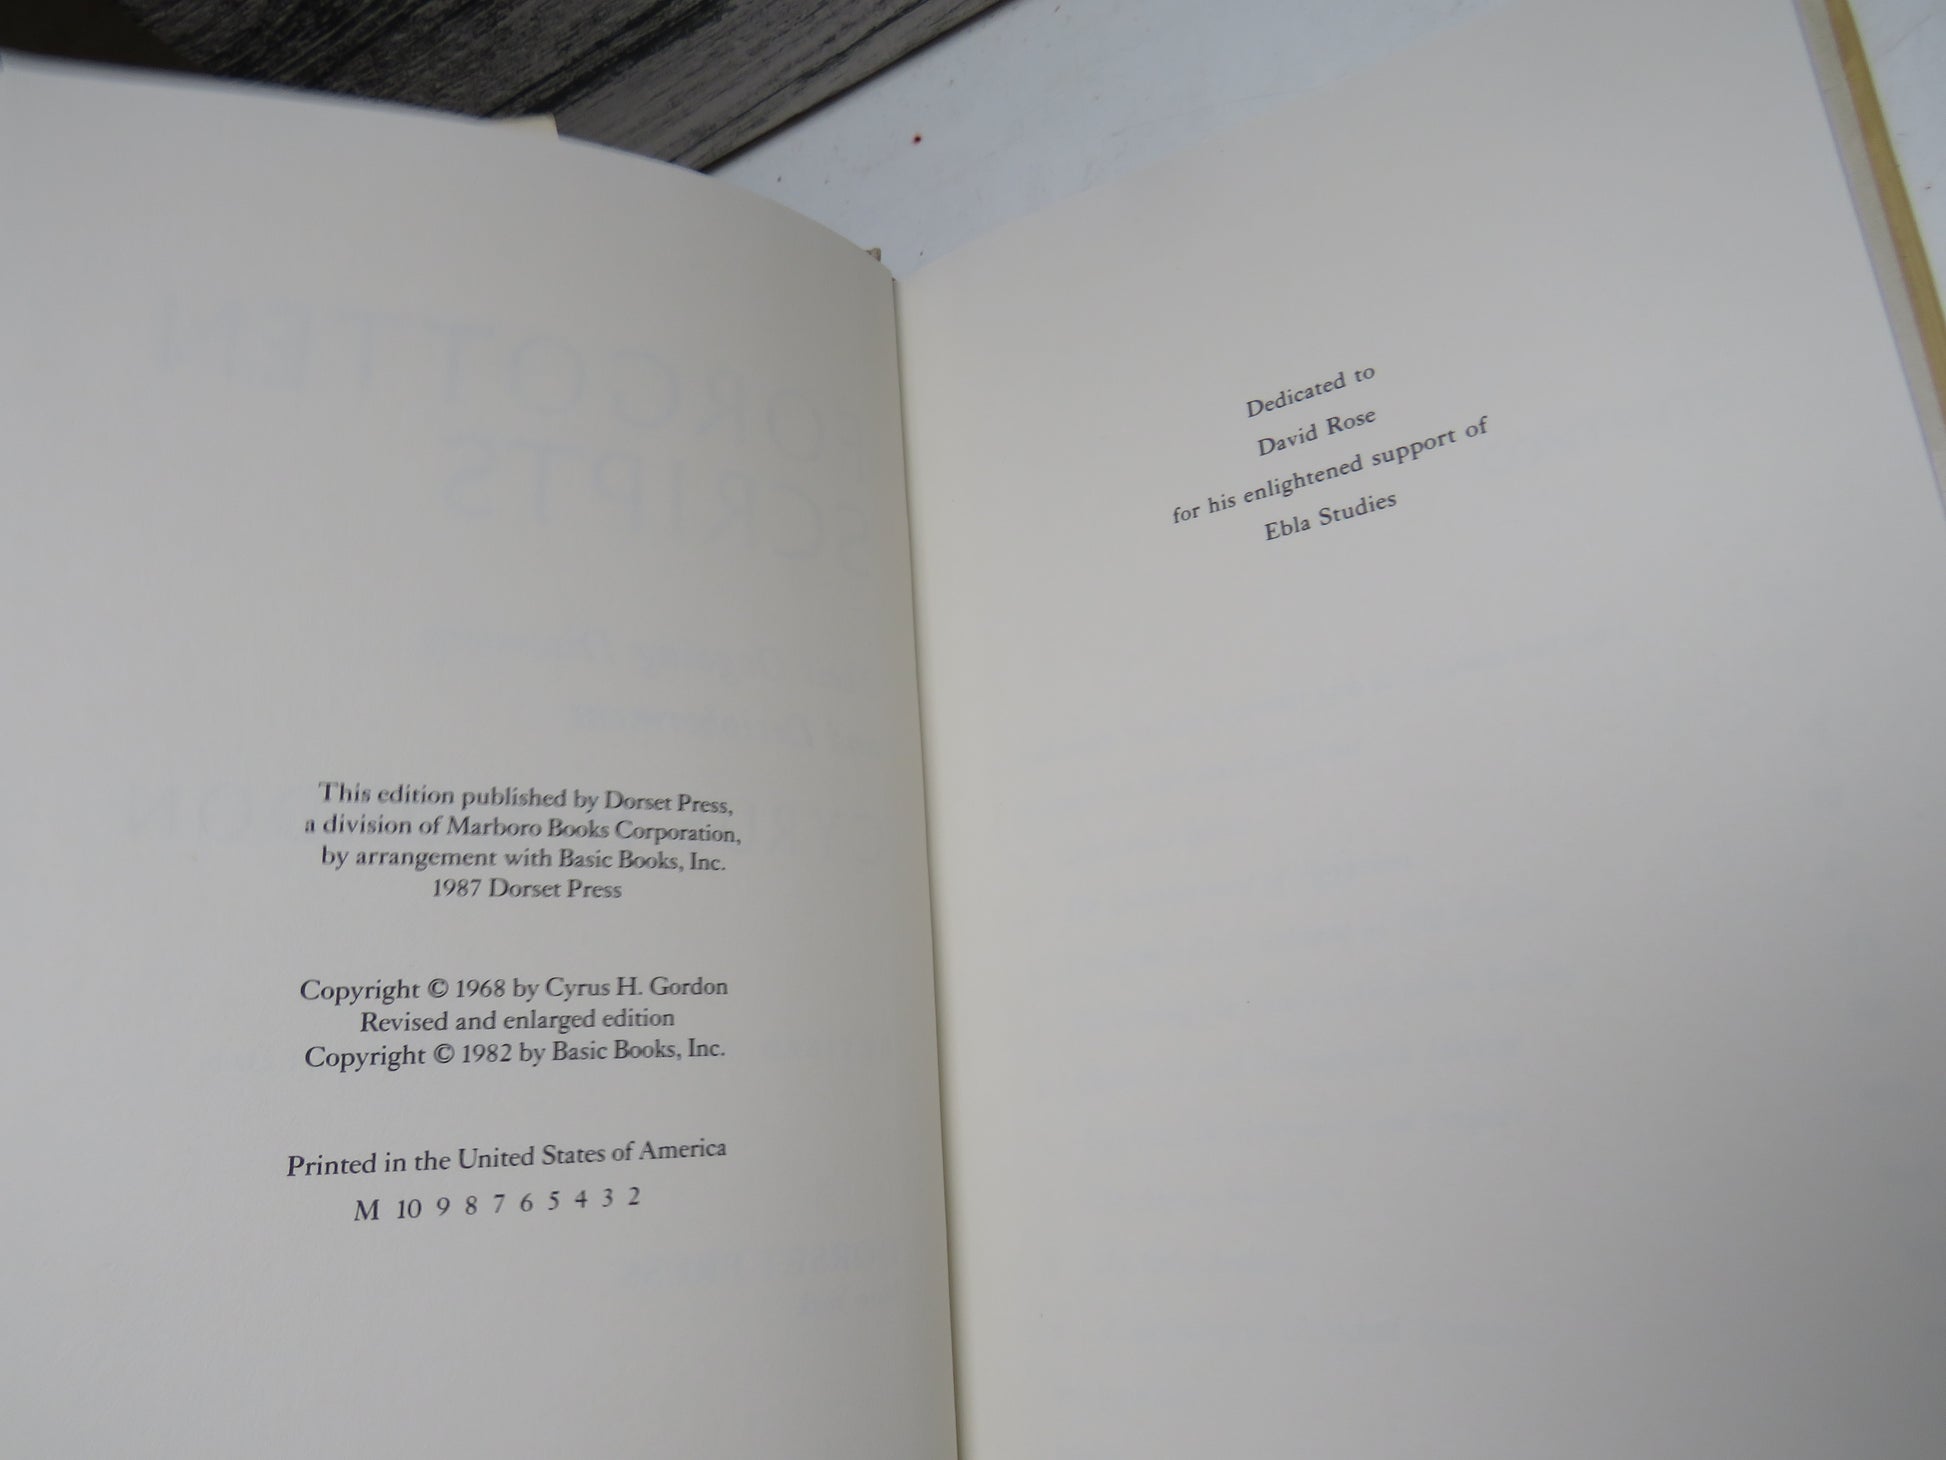 This edition published by Dorset Press,
a division of Marboro Books Corporation,
by arrangement with Basic Books, Inc.
1987 Dorset Press
Copyright © 1968 by Cyrus H. Gordon
Revised and enlarged edition
Copyright © 1982 by Basic Books, Inc.
Printed in the United States of America
M 10 9 8 7 6 5 4 3 2
Dedicated to
David Rose
for his enlightened support of
Ebla Studies